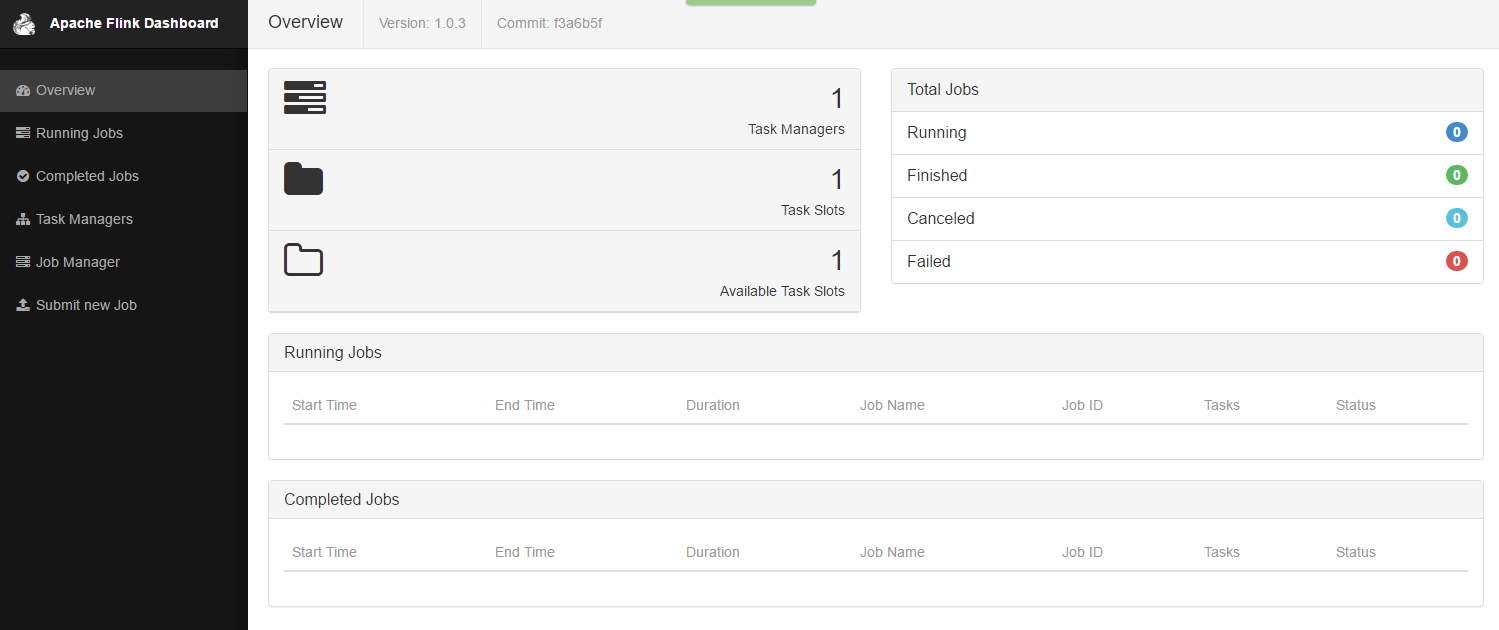 Apache Flink Dashboard
Overview
Version: 1.0.3
Commit: f3a6b5f
Overview
Running Jobs
Completed Jobs
Task Managers
Job Manager
Submit new Job
1
Task Managers
1
Task Slots
1
Available Task Slots
Total Jobs
Running 0
Finished 0
Canceled 0
Failed 0
Running Jobs
Start Time End Time Duration Job Name Job ID Tasks Status
Completed Jobs
Start Time End Time Duration Job Name Job ID Tasks Status